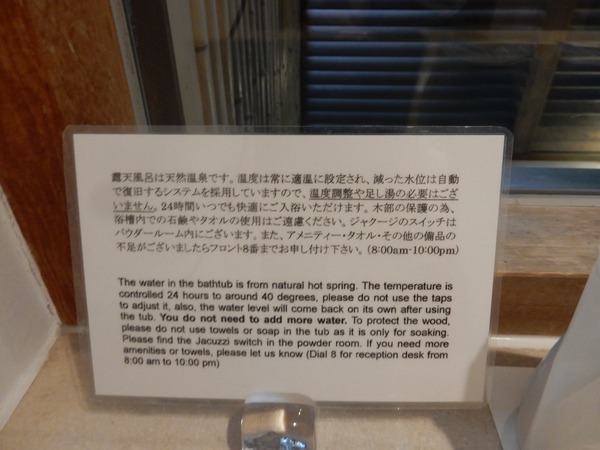 露天風呂は天然温泉です。温度は常に適温に設定され、減った水位は自動
で復旧するシステムを採用していますので、温度調整や足し湯の必要はござ
いません。24時間いつでも快適にご入浴いただけます。木部の保護の為、
浴槽内での石鹸やタオルの使用はご遠慮ください。ジャクージのスイッチは
パウダールーム内にございます。また、アメニティー・タオル・その他の備品の
不足がございましたらフロント8番までお申し付け下さい。(8:00am-10:00pm)
The water in the bathtub is from natural hot spring. The temperature is
controlled 24 hours to around 40 degrees, please do not use the taps
to adjust it, also, the water level will come back on its own after using
the tub. You do not need to add more water. To protect the wood,
please do not use towels or soap in the tub as it is only for soaking.
Please find the Jacuzzi switch in the powder room. If you need more
amenities or towels, please let us know (Dial 8 for reception desk from
8:00 am to 10:00 pm)